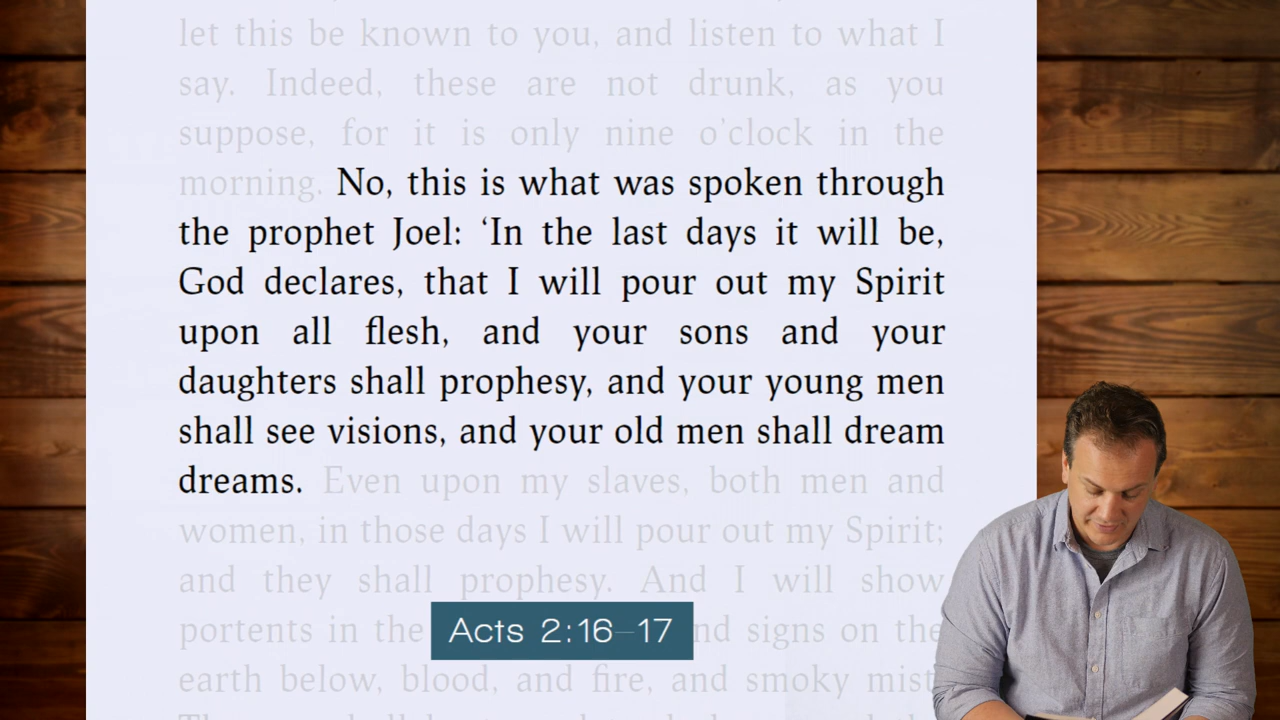 let this be known to you, and listen to what I
say. Indeed, these are not drunk, as you
suppose, for it is only nine o’clock in the
morning. No, this is what was spoken through
the prophet Joel: ‘In the last days it will be,
God declares, that I will pour out my Spirit
upon all flesh, and your sons and your
daughters shall prophesy, and your young men
shall see visions, and your old men shall dream
dreams. Even upon my slaves, both men and
women, in those days I will pour out my Spirit;
and they shall prophesy. And I will show
portents in the
Acts 2:16–17
nd signs on the
earth below, blood, and fire, and smoky mist.